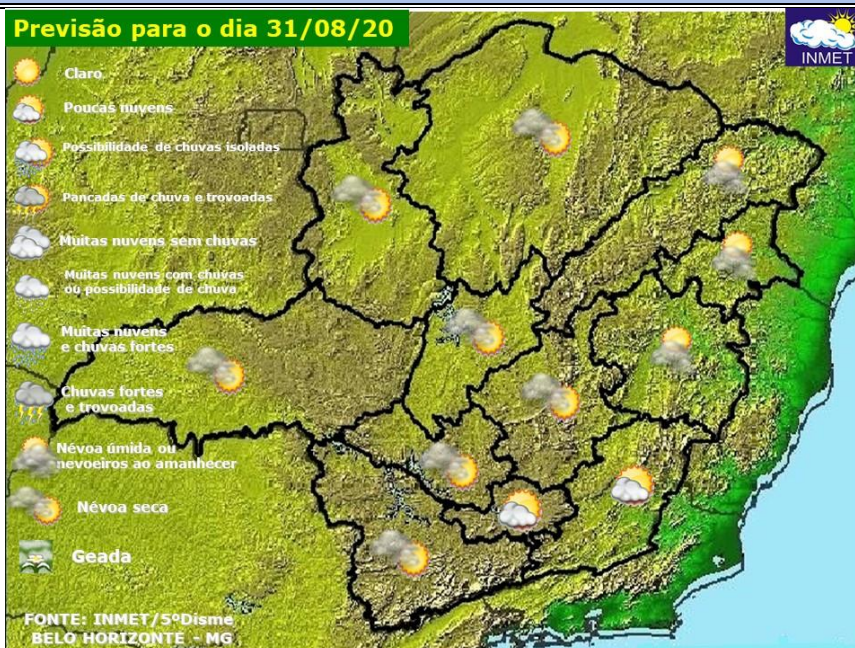 Previsão para o dia 31/08/20
INMET
Claro
Poucas nuvens
Possibilidade de chuvas isoladas
Pancadas de chuva e trovoadas
Muitas nuvens sem chuvas
Muitas nuvens com chuvas
ou possibilidade de chuva
Muitas nuvens
e chuvas fortes
Chuvas fortes
e trovoadas
Névoa úmida ou
nevoeiros ao amanhecer
Névoa seca
Geada
FONTE: INMET/5ºDisme
BELO HORIZONTE - MG